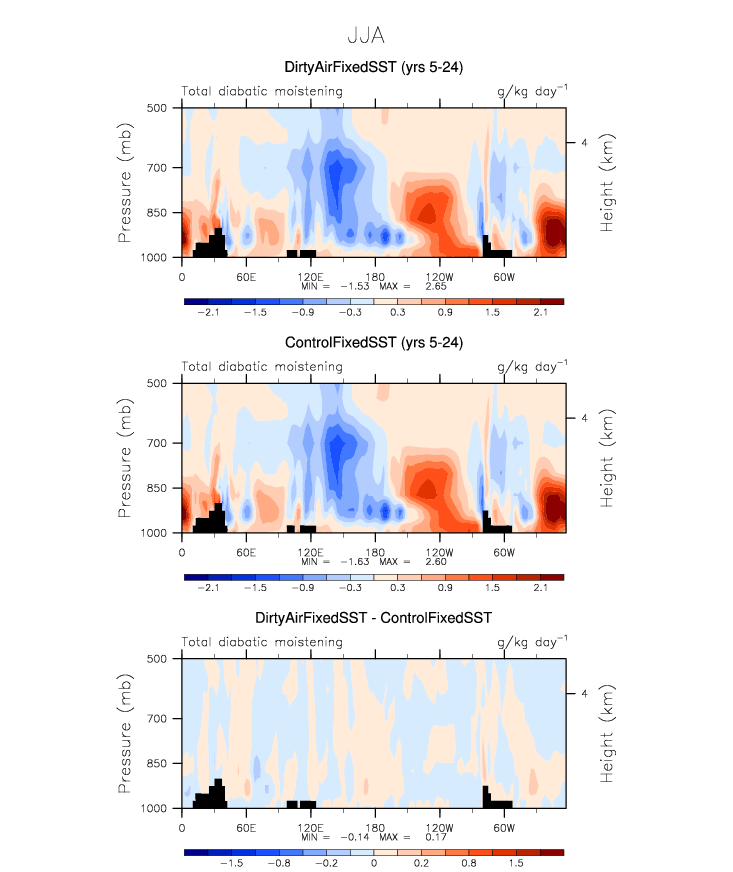 JJA
DirtyAirFixedSST (yrs 5-24)
Total diabatic moistening g/kg day⁻¹
500
700
850
1000
Pressure (mb)
4
Height (km)
0 60E 120E 180 120W 60W
MIN = −1.53 MAX = 2.65
−2.1 −1.5 −0.9 −0.3 0.3 0.9 1.5 2.1
ControlFixedSST (yrs 5-24)
Total diabatic moistening g/kg day⁻¹
500
700
850
1000
Pressure (mb)
4
Height (km)
0 60E 120E 180 120W 60W
MIN = −1.63 MAX = 2.60
−2.1 −1.5 −0.9 −0.3 0.3 0.9 1.5 2.1
DirtyAirFixedSST - ControlFixedSST
Total diabatic moistening g/kg day⁻¹
500
700
850
1000
Pressure (mb)
4
Height (km)
0 60E 120E 180 120W 60W
MIN = −0.14 MAX = 0.17
−1.5 −0.8 −0.2 0 0.2 0.8 1.5